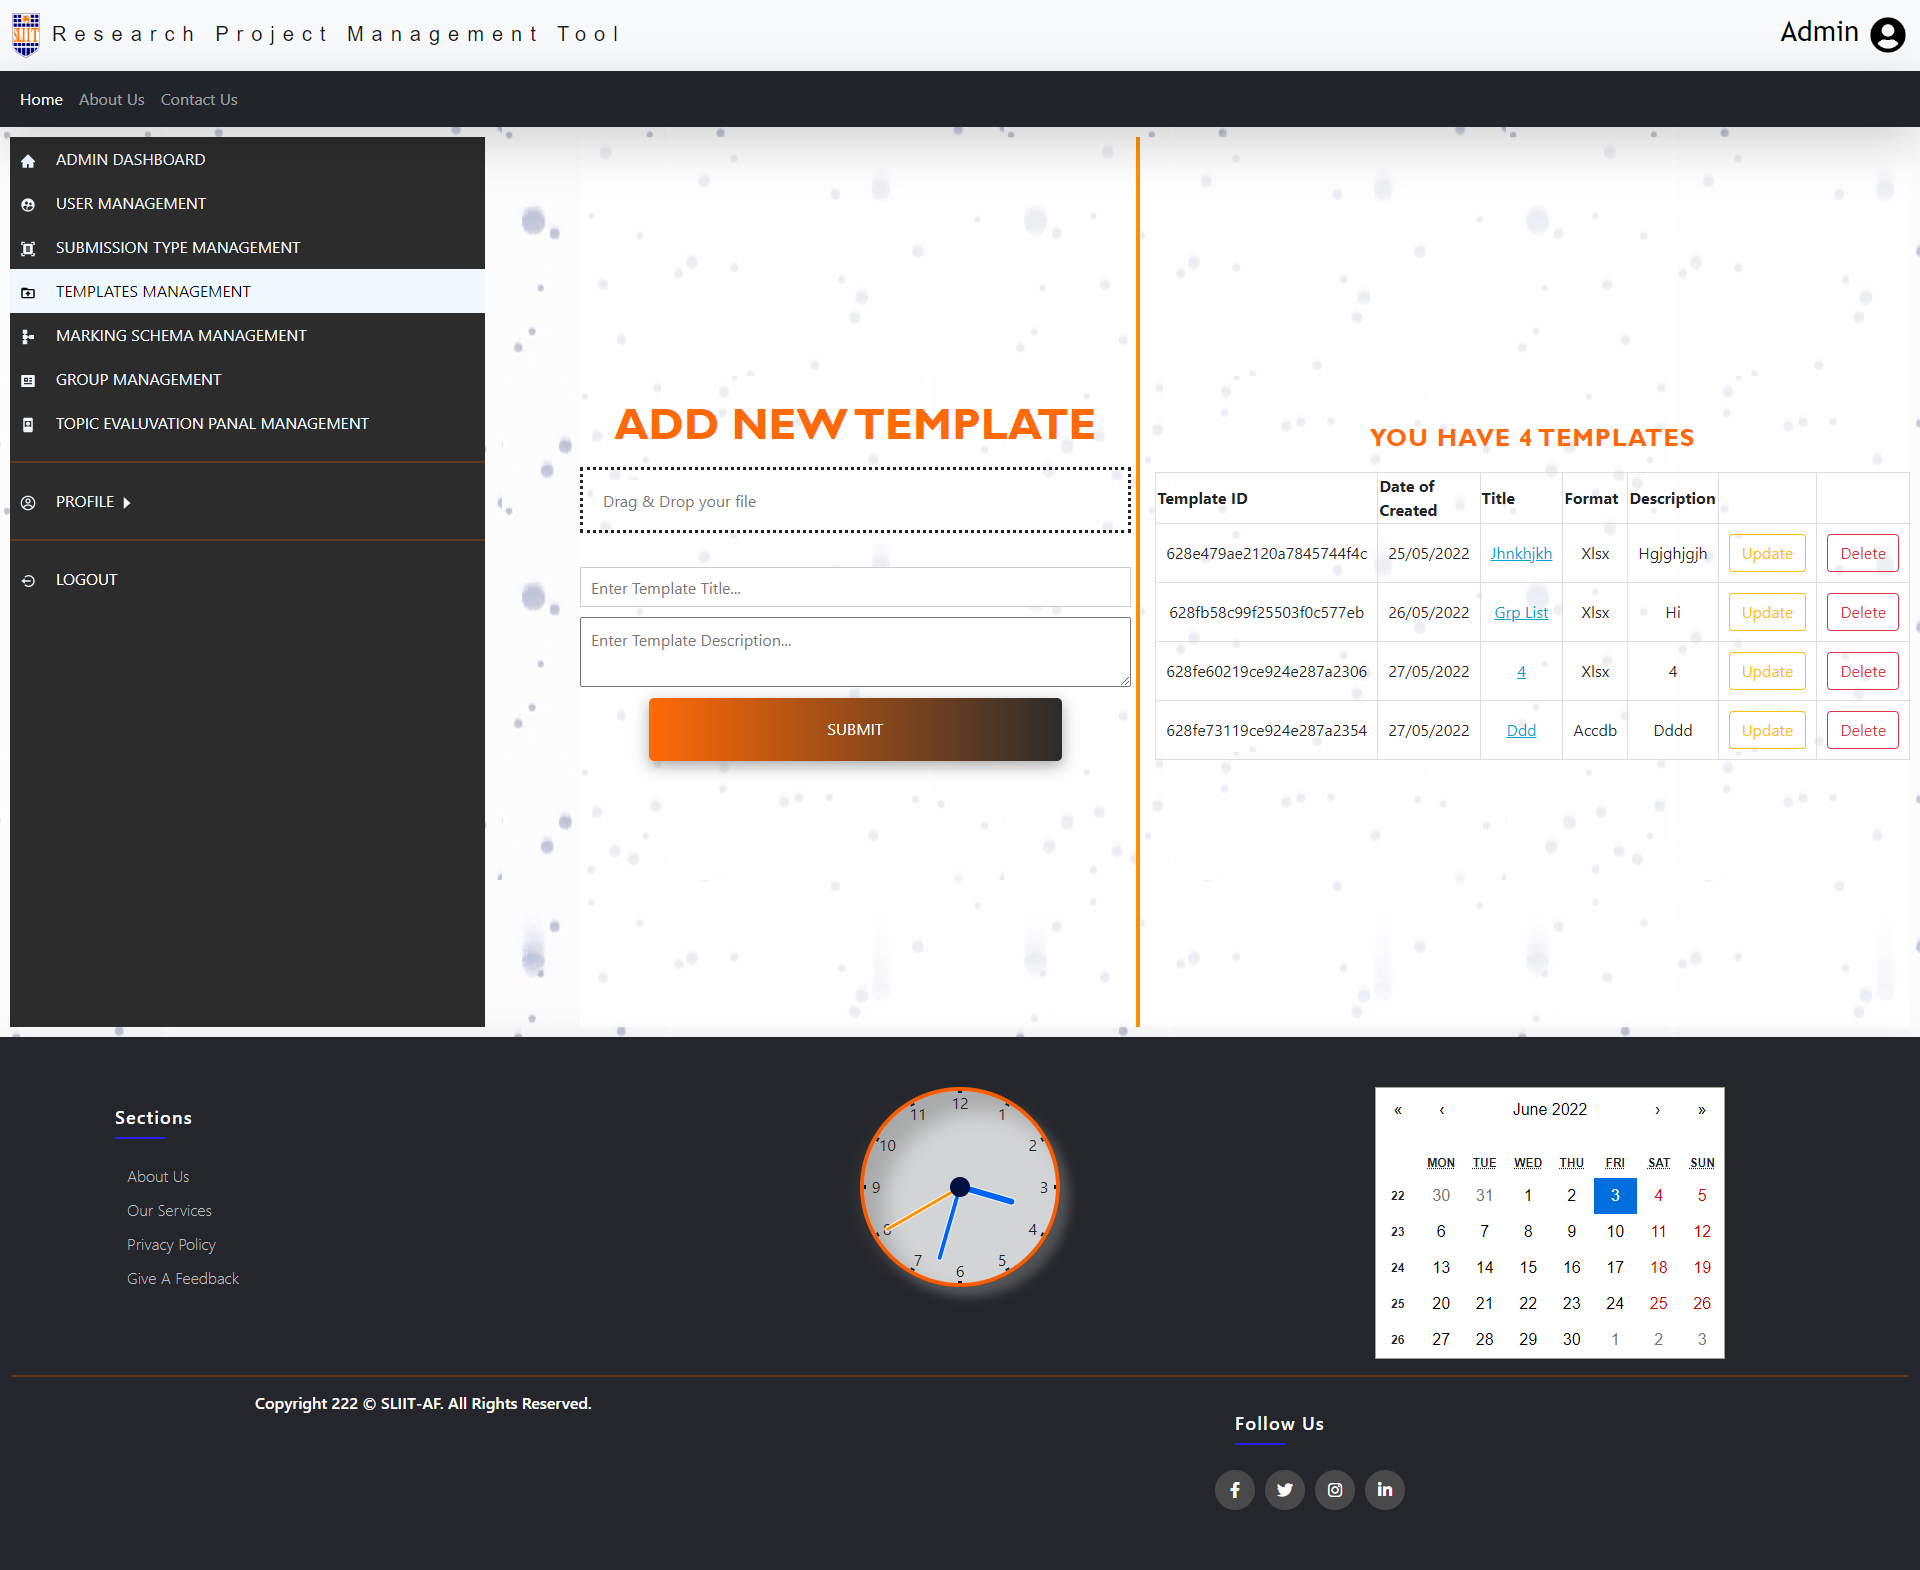 SLIIT
Research Project Management Tool
Admin
Home About Us Contact Us
ADMIN DASHBOARD
USER MANAGEMENT
SUBMISSION TYPE MANAGEMENT
TEMPLATES MANAGEMENT
MARKING SCHEMA MANAGEMENT
GROUP MANAGEMENT
TOPIC EVALUVATION PANAL MANAGEMENT
PROFILE
LOGOUT
ADD NEW TEMPLATE
Drag & Drop your file
Enter Template Title...
Enter Template Description...
SUBMIT
YOU HAVE 4 TEMPLATES
Template ID Date of Created Title Format Description
628e479ae2120a7845744f4c 25/05/2022 Jhnkhjkh Xlsx Hgjghjgjh Update Delete
628fb58c99f25503f0c577eb 26/05/2022 Grp List Xlsx Hi Update Delete
628fe60219ce924e287a2306 27/05/2022 4 Xlsx 4 Update Delete
628fe73119ce924e287a2354 27/05/2022 Ddd Accdb Dddd Update Delete
Sections
About Us
Our Services
Privacy Policy
Give A Feedback
12
1
2
3
4
5
6
7
8
9
10
11
« ‹ June 2022 › »
MON TUE WED THU FRI SAT SUN
22 30 31 1 2 3 4 5
23 6 7 8 9 10 11 12
24 13 14 15 16 17 18 19
25 20 21 22 23 24 25 26
26 27 28 29 30 1 2 3
Copyright 222 © SLIIT-AF. All Rights Reserved.
Follow Us